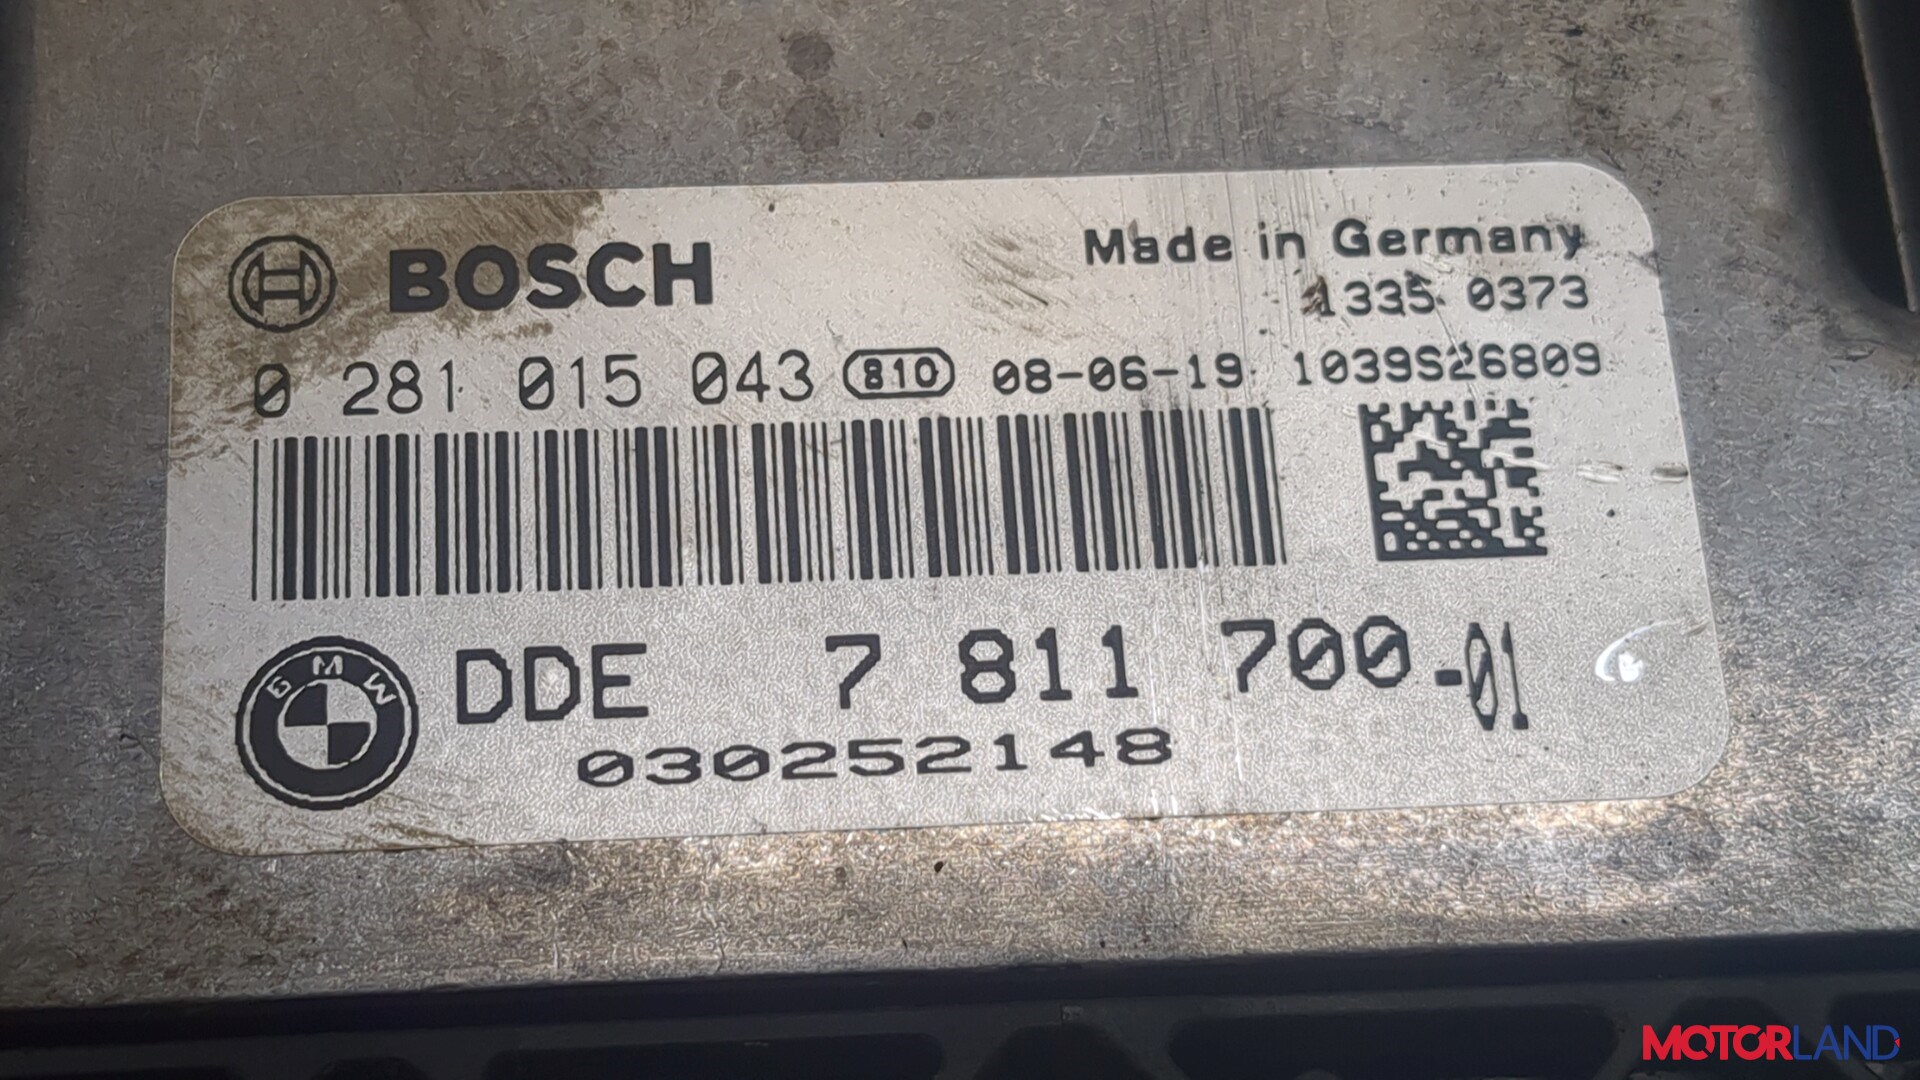 BOSCH
Made in Germany
1335 0373
0 281 015 043 810 08-06-19 1039S26809
BMW
DDE 7 811 700-01
030252148
MOTORLAND